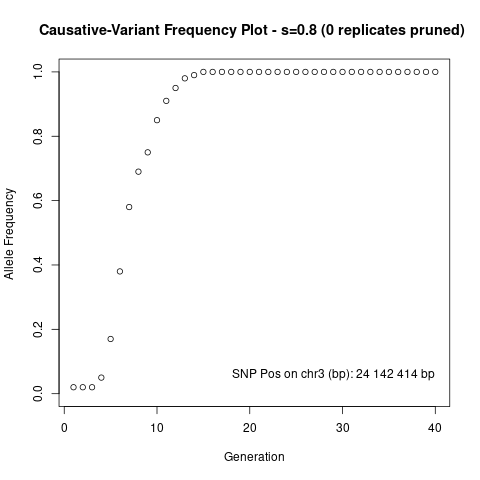 Causative-Variant Frequency Plot - s=0.8 (0 replicates pruned)
1.0
0.8
0.6
0.4
0.2
0.0
Allele Frequency
SNP Pos on chr3 (bp): 24 142 414 bp
0 10 20 30 40
Generation